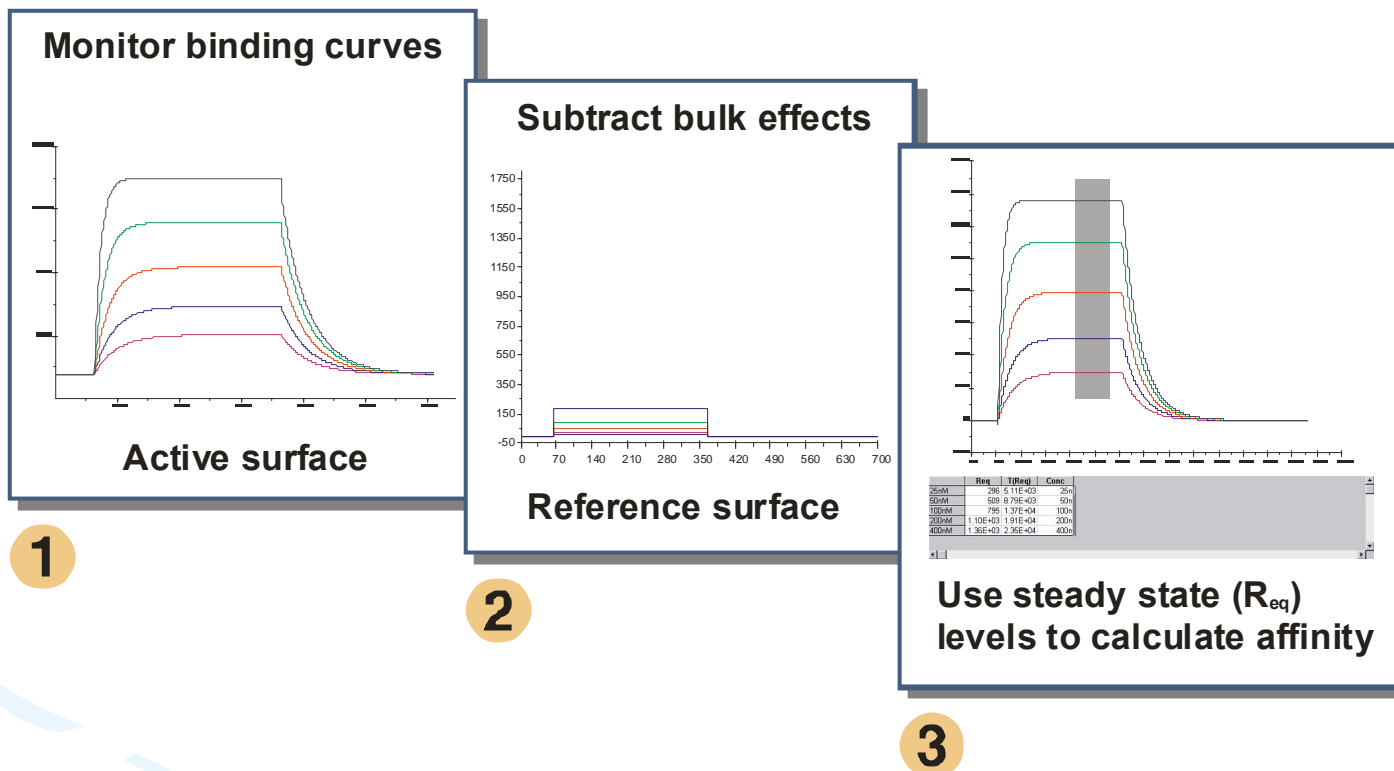 Monitor binding curves
Active surface
1
Subtract bulk effects
1750
1550
1350
1150
950
750
550
350
150
-50
0 70 140 210 280 350 420 490 560 630 700
Reference surface
2
Req T(Req) Conc
25nM 296 5.11E+03 25n
50nM 509 8.79E+03 50n
100nM 795 1.37E+04 100n
200nM 1.10E+03 1.91E+04 200n
400nM 1.36E+03 2.35E+04 400n
Use steady state (Req)
levels to calculate affinity
3